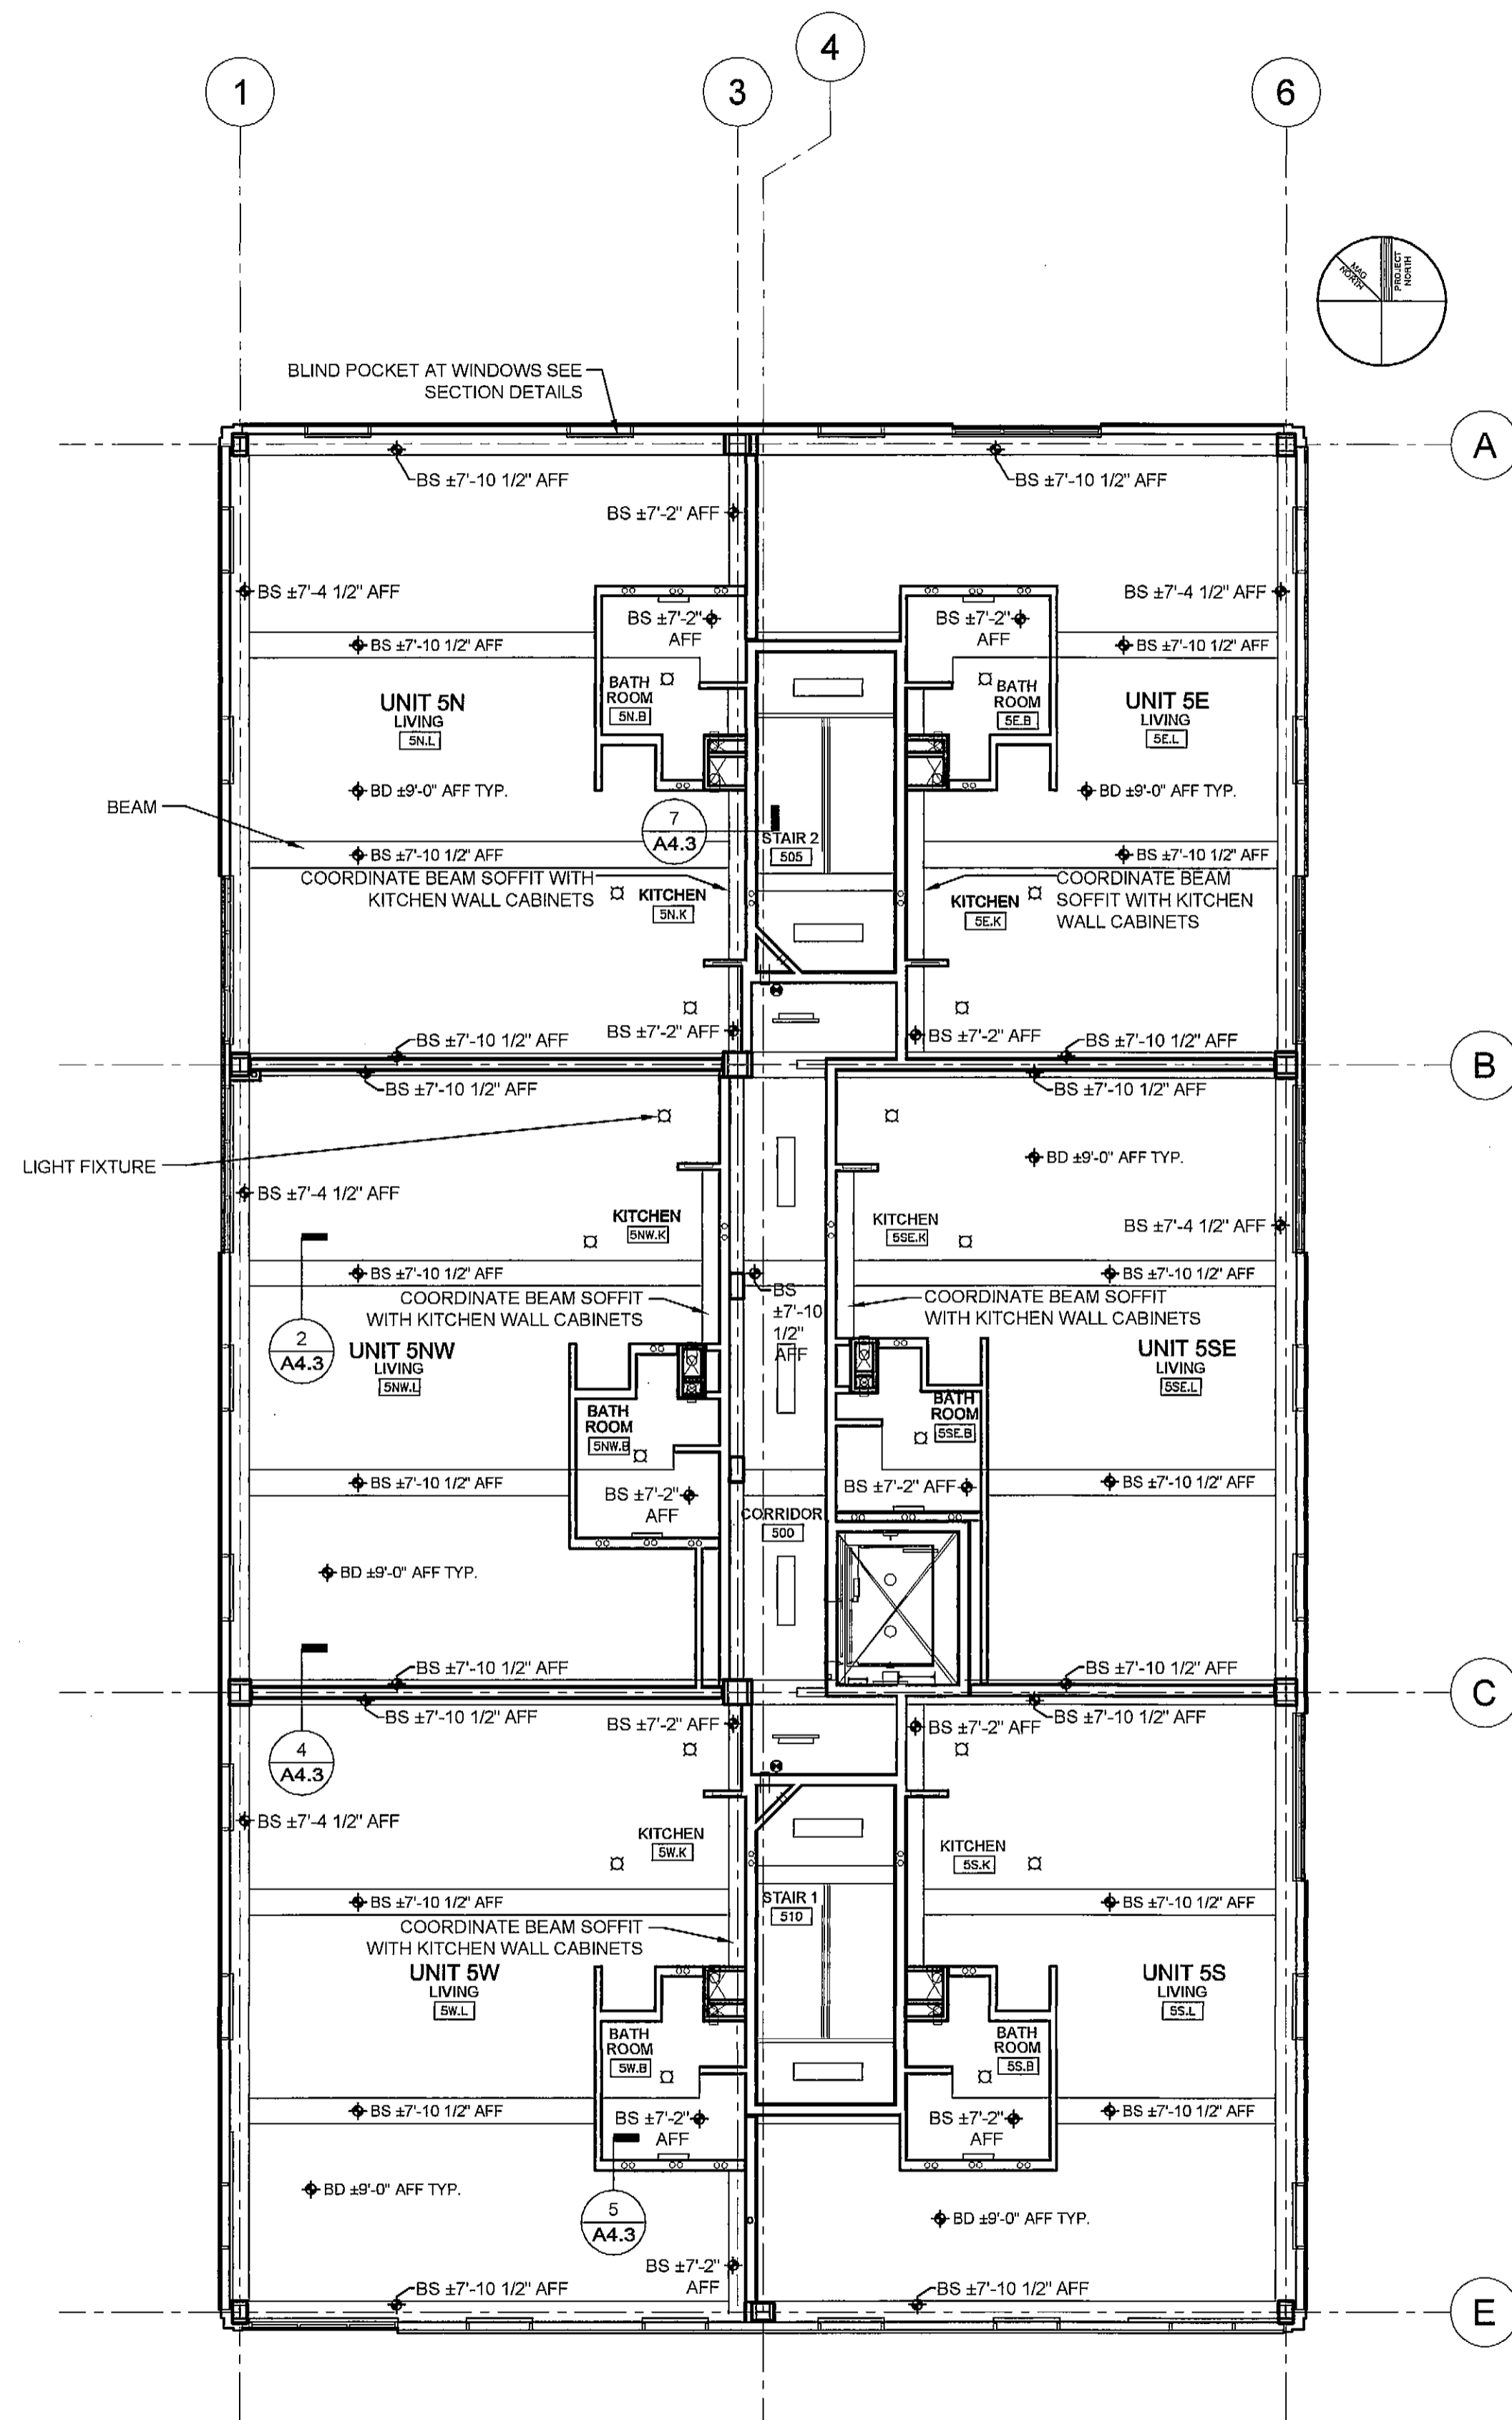 4
1
3
6
MAG
NORTH
PROJECT
NORTH
BLIND POCKET AT WINDOWS SEE
SECTION DETAILS
A
BS ±7'-10 1/2" AFF
BS ±7'-10 1/2" AFF
BS ±7'-2" AFF
BS ±7'-4 1/2" AFF
BS ±7'-4 1/2" AFF
BS ±7'-2"
AFF
BS ±7'-2"
AFF
BS ±7'-10 1/2" AFF
BS ±7'-10 1/2" AFF
UNIT 5N
LIVING
5N.L
BATH
ROOM
5N.B
BATH
ROOM
5E.B
UNIT 5E
LIVING
5E.L
BD ±9'-0" AFF TYP.
BD ±9'-0" AFF TYP.
BEAM
7
A4.3
STAIR 2
505
BS ±7'-10 1/2" AFF
BS ±7'-10 1/2" AFF
COORDINATE BEAM SOFFIT WITH
KITCHEN WALL CABINETS
KITCHEN
5N.K
KITCHEN
5E.K
COORDINATE BEAM
SOFFIT WITH KITCHEN
WALL CABINETS
BS ±7'-10 1/2" AFF
BS ±7'-2" AFF
BS ±7'-2" AFF
BS ±7'-10 1/2" AFF
B
BS ±7'-10 1/2" AFF
BS ±7'-10 1/2" AFF
LIGHT FIXTURE
BD ±9'-0" AFF TYP.
BS ±7'-4 1/2" AFF
KITCHEN
5NW.K
KITCHEN
5SE.K
BS ±7'-4 1/2" AFF
BS ±7'-10 1/2" AFF
BS
±7'-10
1/2"
AFF
BS ±7'-10 1/2" AFF
COORDINATE BEAM SOFFIT
WITH KITCHEN WALL CABINETS
COORDINATE BEAM SOFFIT
WITH KITCHEN WALL CABINETS
2
A4.3
UNIT 5NW
LIVING
5NW.L
UNIT 5SE
LIVING
5SE.L
BATH
ROOM
5NW.B
BATH
ROOM
5SE.B
BS ±7'-10 1/2" AFF
BS ±7'-2"
AFF
BS ±7'-2" AFF
BS ±7'-10 1/2" AFF
CORRIDOR
500
BD ±9'-0" AFF TYP.
BS ±7'-10 1/2" AFF
BS ±7'-10 1/2" AFF
C
BS ±7'-10 1/2" AFF
BS ±7'-2" AFF
BS ±7'-2" AFF
BS ±7'-10 1/2" AFF
4
A4.3
BS ±7'-4 1/2" AFF
KITCHEN
5W.K
KITCHEN
5S.K
BS ±7'-10 1/2" AFF
STAIR 1
510
BS ±7'-10 1/2" AFF
COORDINATE BEAM SOFFIT
WITH KITCHEN WALL CABINETS
UNIT 5W
LIVING
5W.L
UNIT 5S
LIVING
5S.L
BATH
ROOM
5W.B
BATH
ROOM
5S.B
BS ±7'-10 1/2" AFF
BS ±7'-2"
AFF
BS ±7'-2"
AFF
BS ±7'-10 1/2" AFF
BD ±9'-0" AFF TYP.
5
A4.3
BD ±9'-0" AFF TYP.
BS ±7'-2"
AFF
BS ±7'-10 1/2" AFF
BS ±7'-10 1/2" AFF
E